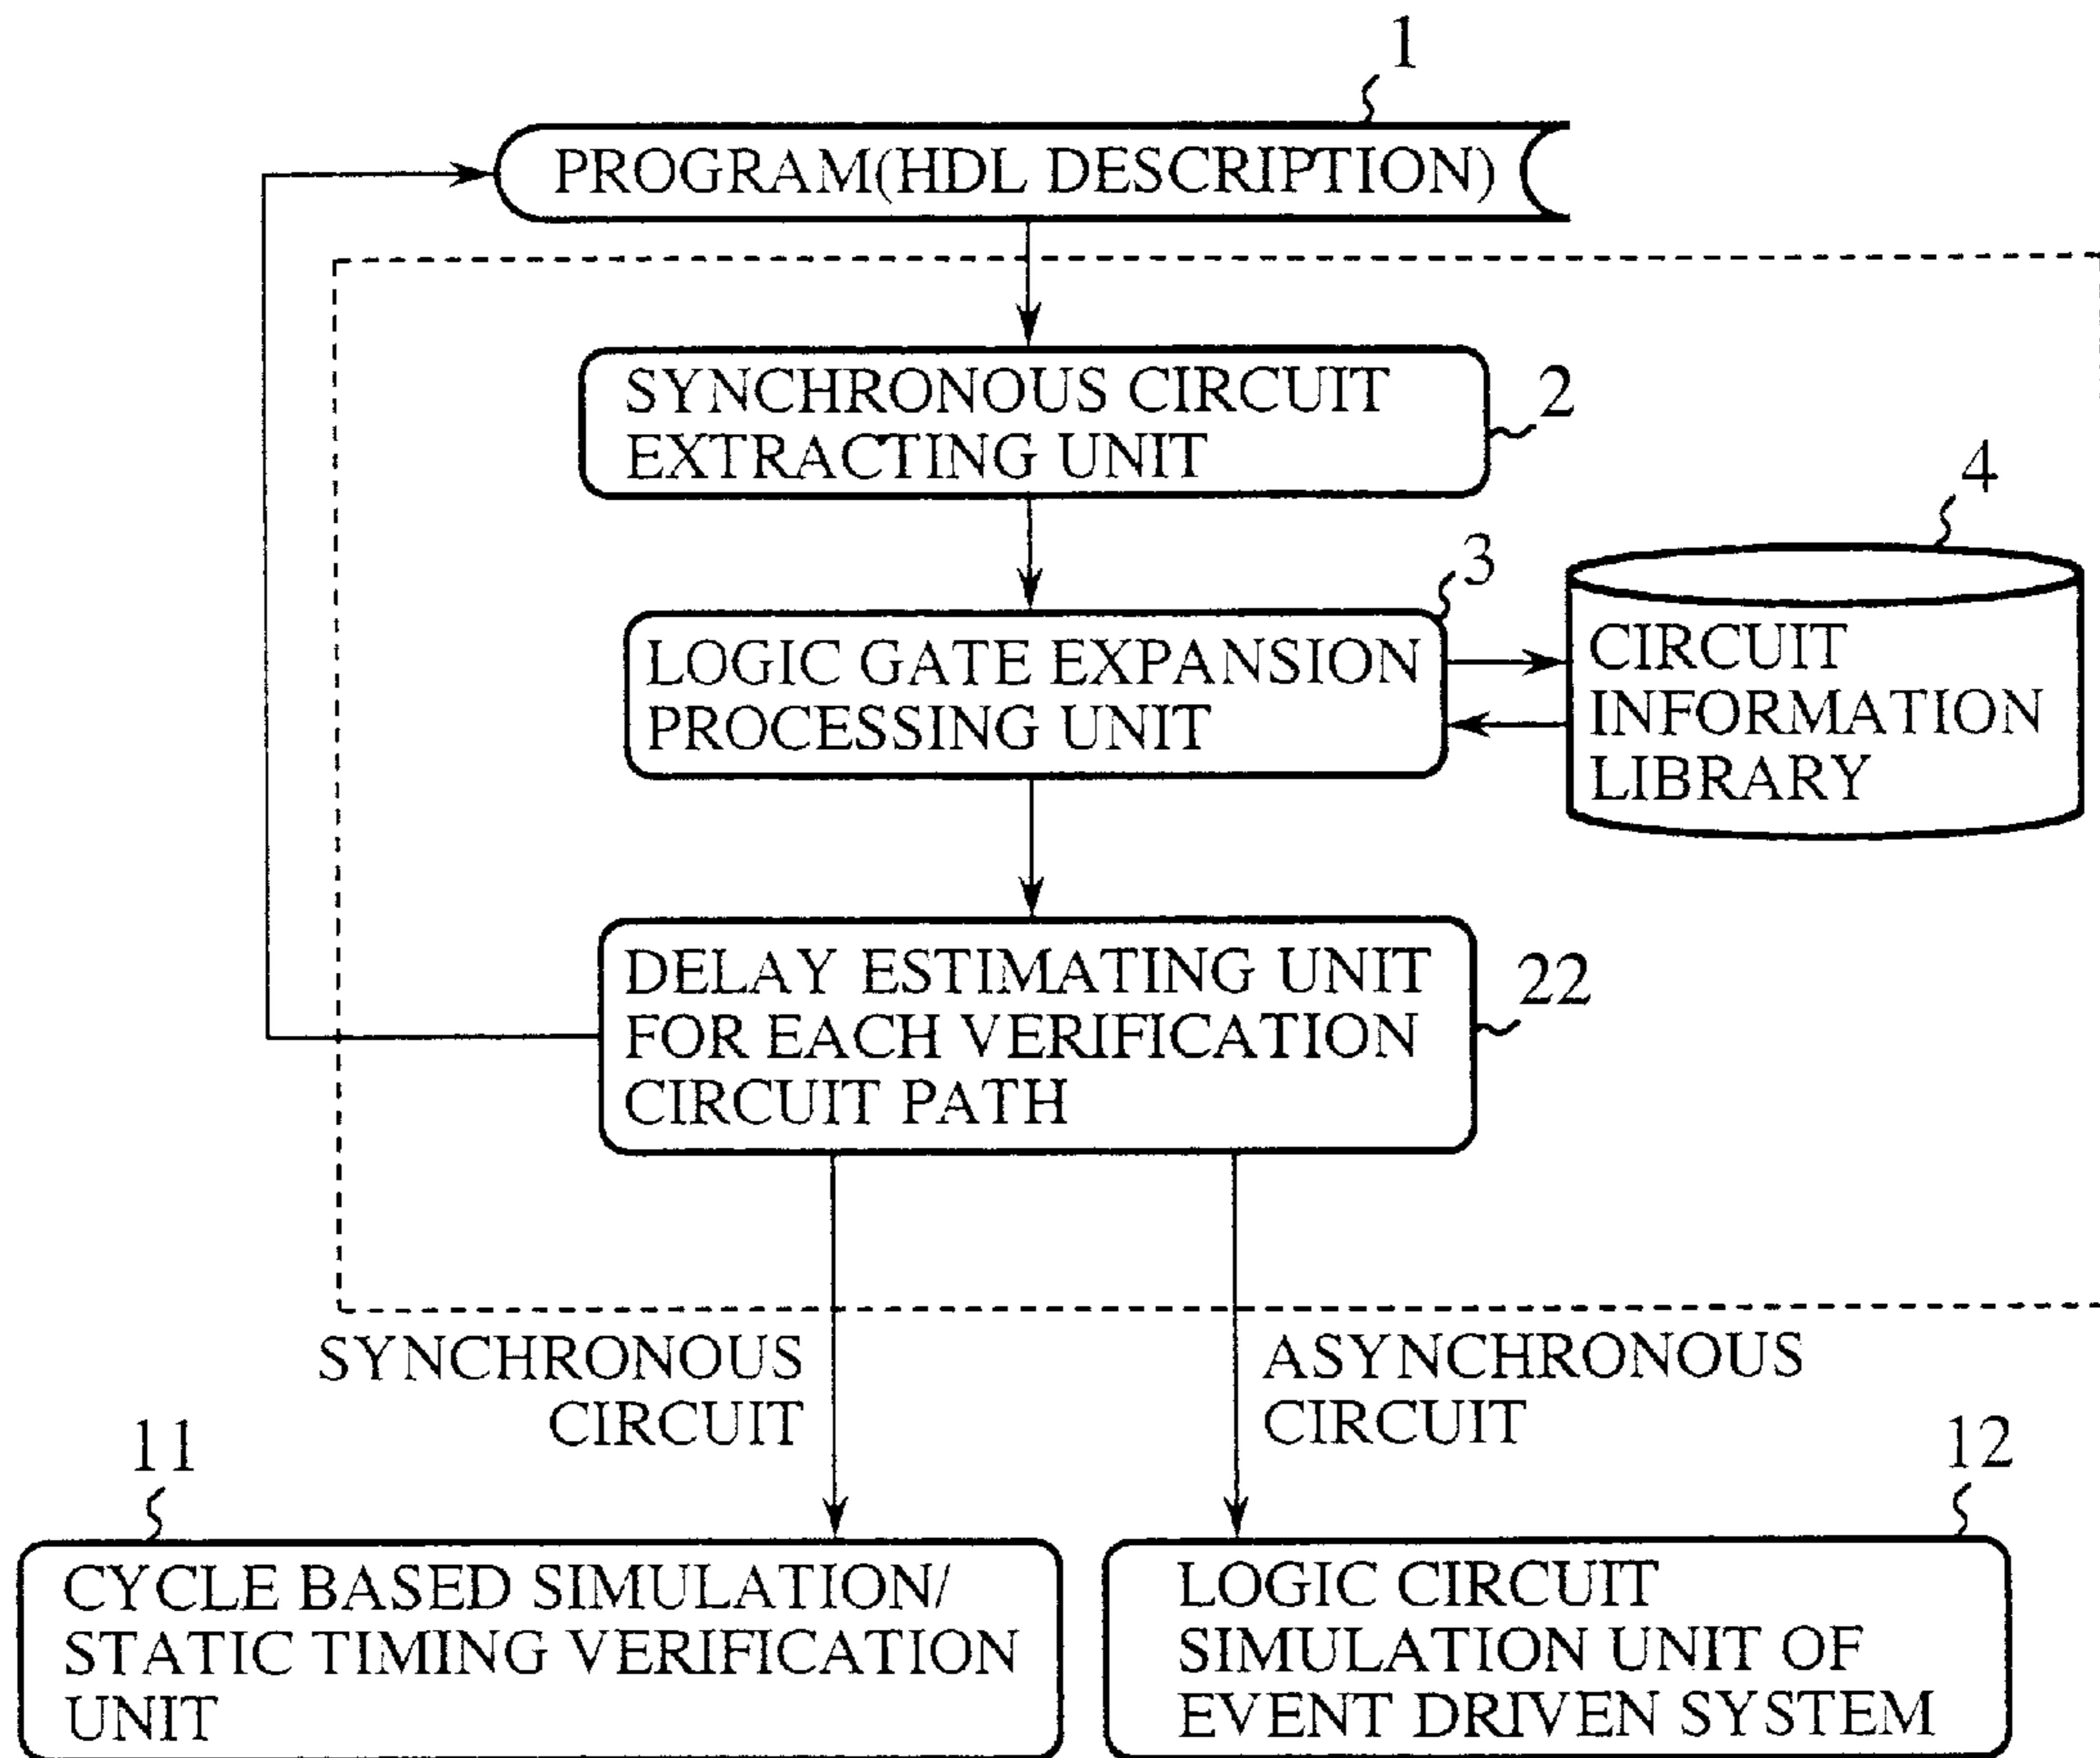 1
PROGRAM(HDL DESCRIPTION)
SYNCHRONOUS CIRCUIT
EXTRACTING UNIT
2
4
3
LOGIC GATE EXPANSION
PROCESSING UNIT
CIRCUIT
INFORMATION
LIBRARY
DELAY ESTIMATING UNIT
FOR EACH VERIFICATION
CIRCUIT PATH
22
SYNCHRONOUS
CIRCUIT
ASYNCHRONOUS
CIRCUIT
11
12
CYCLE BASED SIMULATION/
STATIC TIMING VERIFICATION
UNIT
LOGIC CIRCUIT
SIMULATION UNIT OF
EVENT DRIVEN SYSTEM